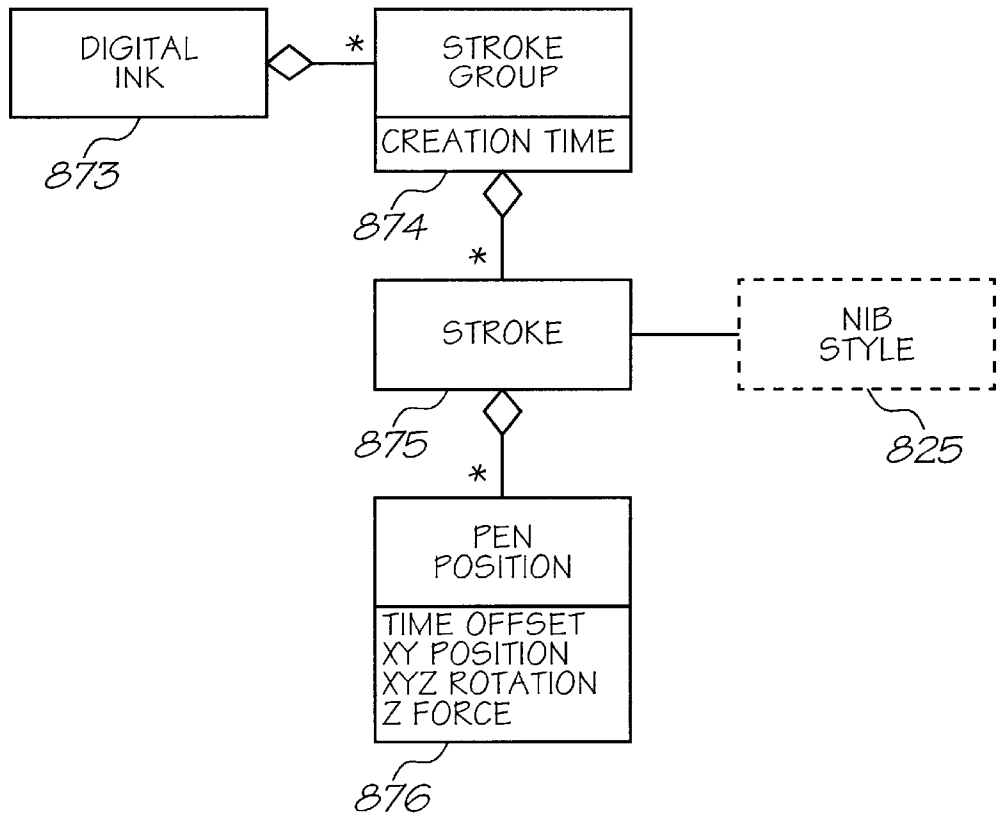 DIGITAL
INK
873
*
STROKE
GROUP
CREATION TIME
874
*
STROKE
875
NIB
STYLE
825
*
PEN
POSITION
TIME OFFSET
XY POSITION
XYZ ROTATION
Z FORCE
876